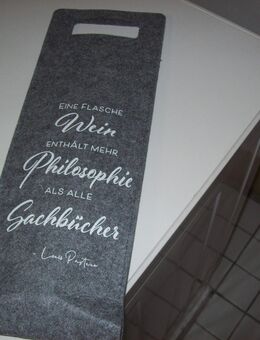 EINE FLASCHE
Wein
ENTHÄLT MEHR
Philosophie
ALS ALLE
Sachbücher
- Louis Pasteur